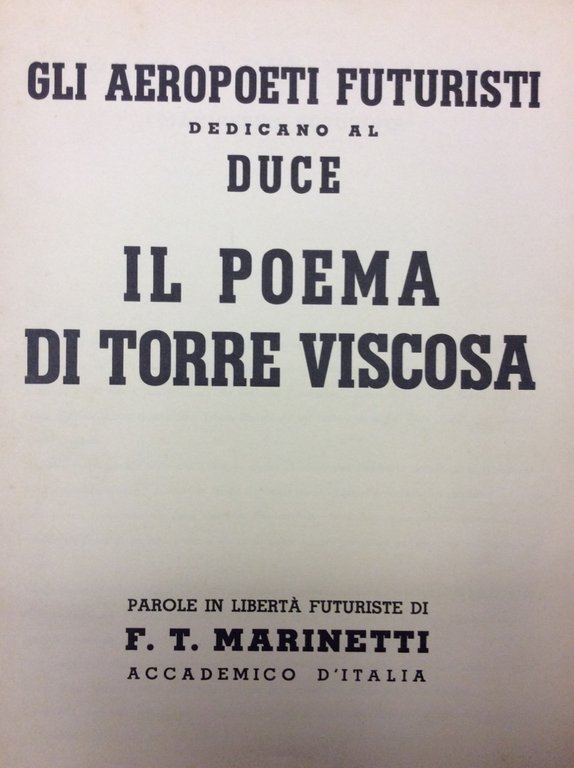 GLI AEROPOETI FUTURISTI
DEDICANO AL
DUCE
IL POEMA
DI TORRE VISCOSA
PAROLE IN LIBERTÀ FUTURISTE DI
F. T. MARINETTI
ACCADEMICO D'ITALIA